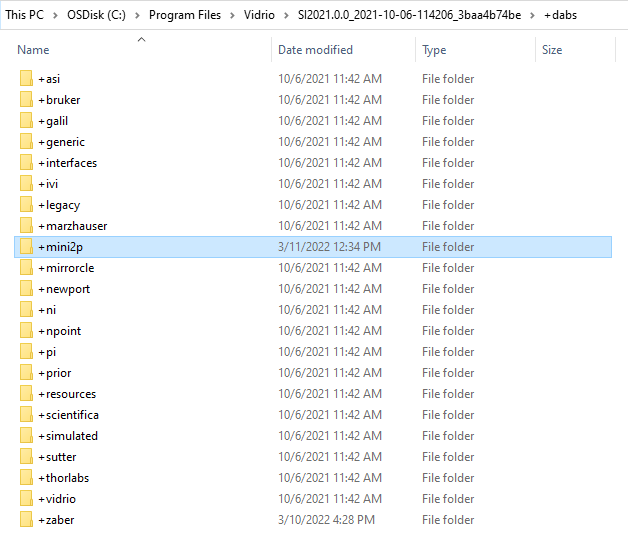 This PC > OSDisk (C:) > Program Files > Vidrio > SI2021.0.0_2021-10-06-114206_3baa4b74be > +dabs
Name Date modified Type Size
+asi 10/6/2021 11:42 AM File folder
+bruker 10/6/2021 11:42 AM File folder
+galil 10/6/2021 11:42 AM File folder
+generic 10/6/2021 11:42 AM File folder
+interfaces 10/6/2021 11:42 AM File folder
+ivi 10/6/2021 11:42 AM File folder
+legacy 10/6/2021 11:42 AM File folder
+marzhauser 10/6/2021 11:42 AM File folder
+mini2p 3/11/2022 12:34 PM File folder
+mirrorcle 10/6/2021 11:42 AM File folder
+newport 10/6/2021 11:42 AM File folder
+ni 10/6/2021 11:42 AM File folder
+npoint 10/6/2021 11:42 AM File folder
+pi 10/6/2021 11:42 AM File folder
+prior 10/6/2021 11:42 AM File folder
+resources 10/6/2021 11:42 AM File folder
+scientifica 10/6/2021 11:42 AM File folder
+simulated 10/6/2021 11:42 AM File folder
+sutter 10/6/2021 11:42 AM File folder
+thorlabs 10/6/2021 11:42 AM File folder
+vidrio 10/6/2021 11:42 AM File folder
+zaber 3/10/2022 4:28 PM File folder